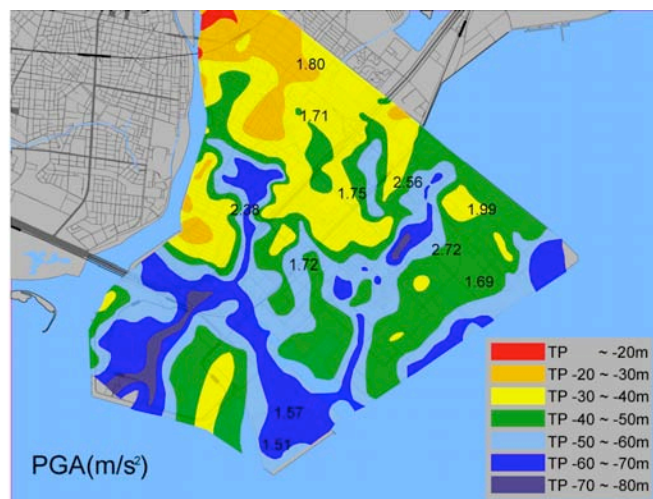 1.80
1.71
1.75
2.56
2.38
1.99
2.72
1.72
1.69
1.57
1.51
PGA(m/s²)
TP ~ -20m
TP -20 ~ -30m
TP -30 ~ -40m
TP -40 ~ -50m
TP -50 ~ -60m
TP -60 ~ -70m
TP -70 ~ -80m